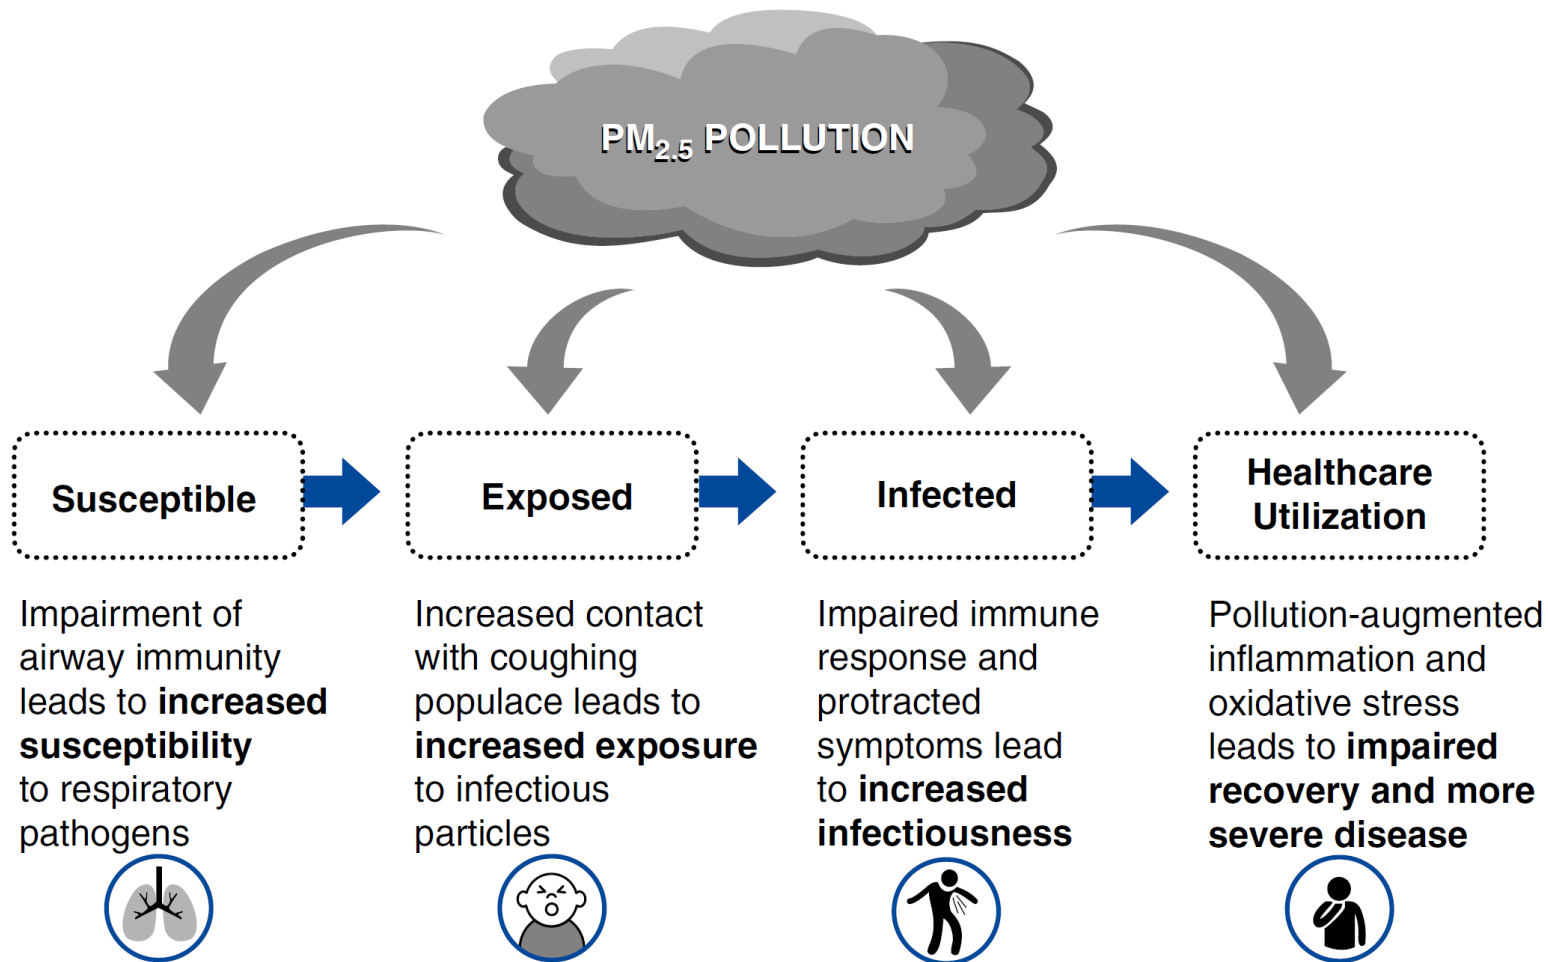 PM2.5 POLLUTION
Susceptible
Exposed
Infected
Healthcare
Utilization
Impairment of
airway immunity
leads to increased
susceptibility
to respiratory
pathogens
Increased contact
with coughing
populace leads to
increased exposure
to infectious
particles
Impaired immune
response and
protracted
symptoms lead
to increased
infectiousness
Pollution-augmented
inflammation and
oxidative stress
leads to impaired
recovery and more
severe disease